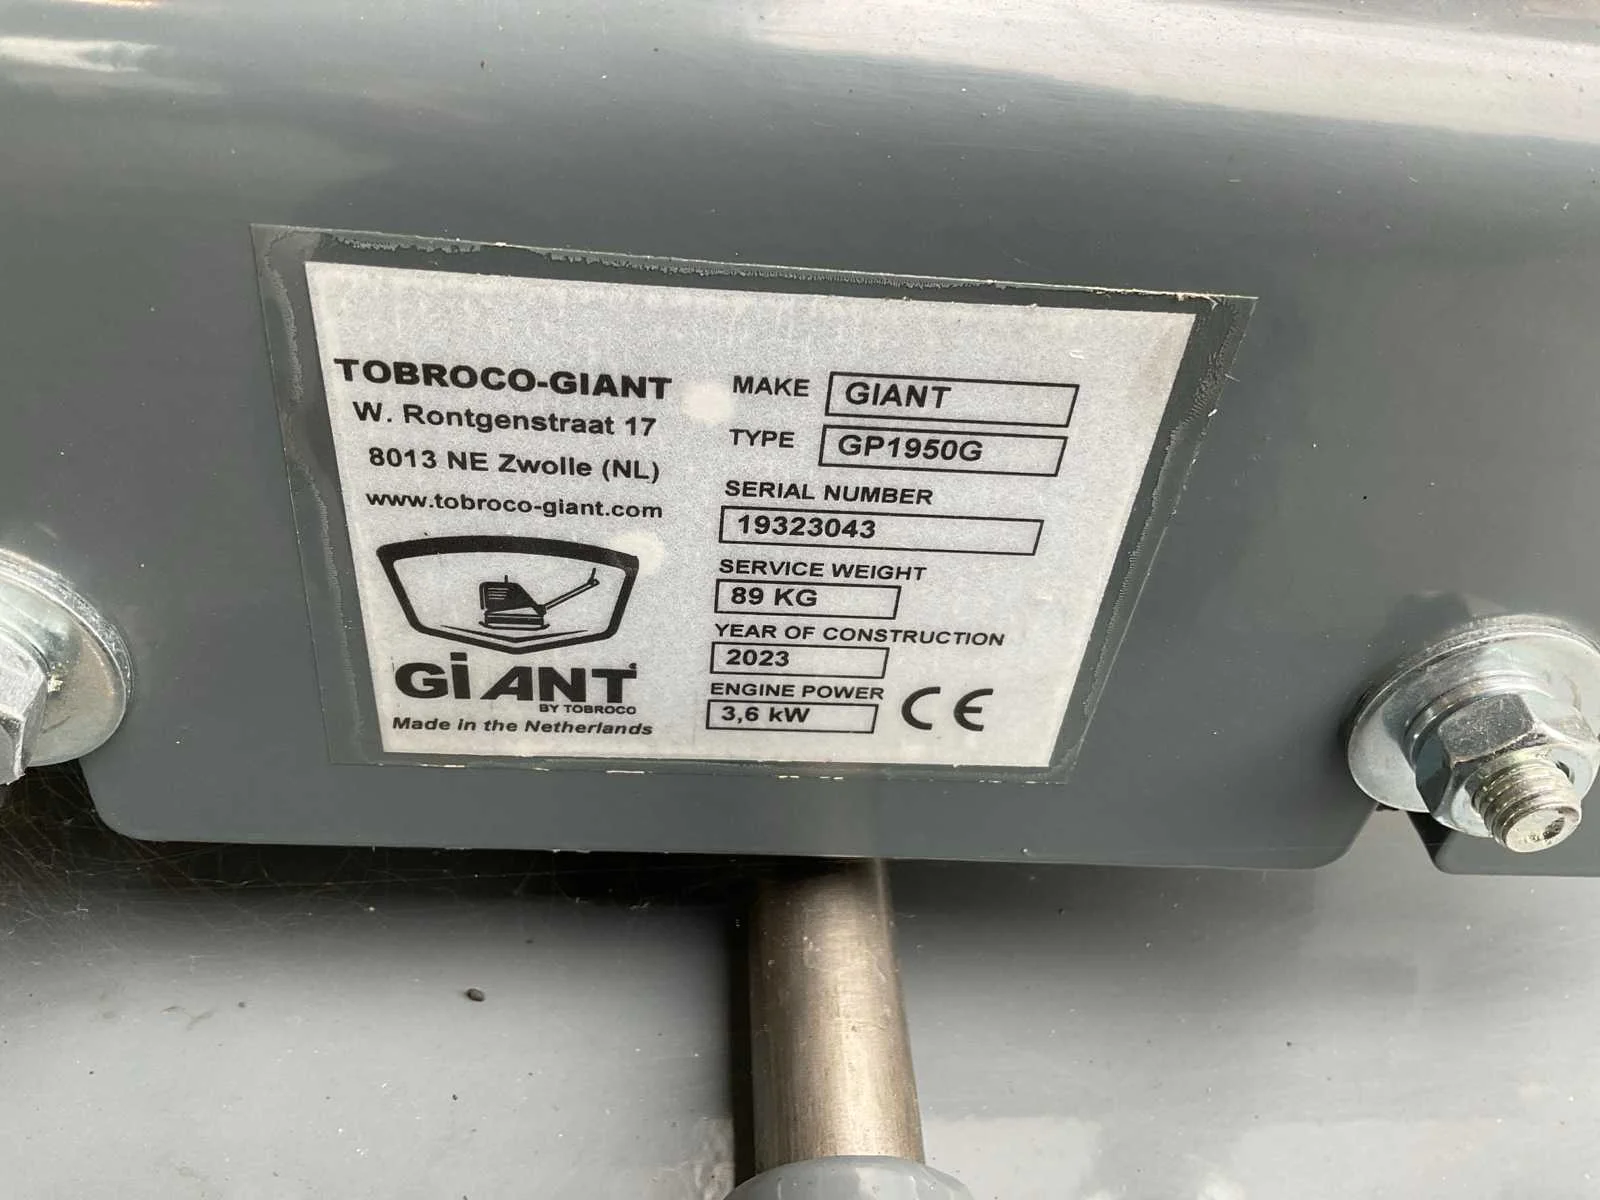 TOBROCO-GIANT
W. Rontgenstraat 17
8013 NE Zwolle (NL)
www.tobroco-giant.com
GiANT
BY TOBROCO
Made in the Netherlands
MAKE GIANT
TYPE GP1950G
SERIAL NUMBER
19323043
SERVICE WEIGHT
89 KG
YEAR OF CONSTRUCTION
2023
ENGINE POWER
3,6 kW
CE